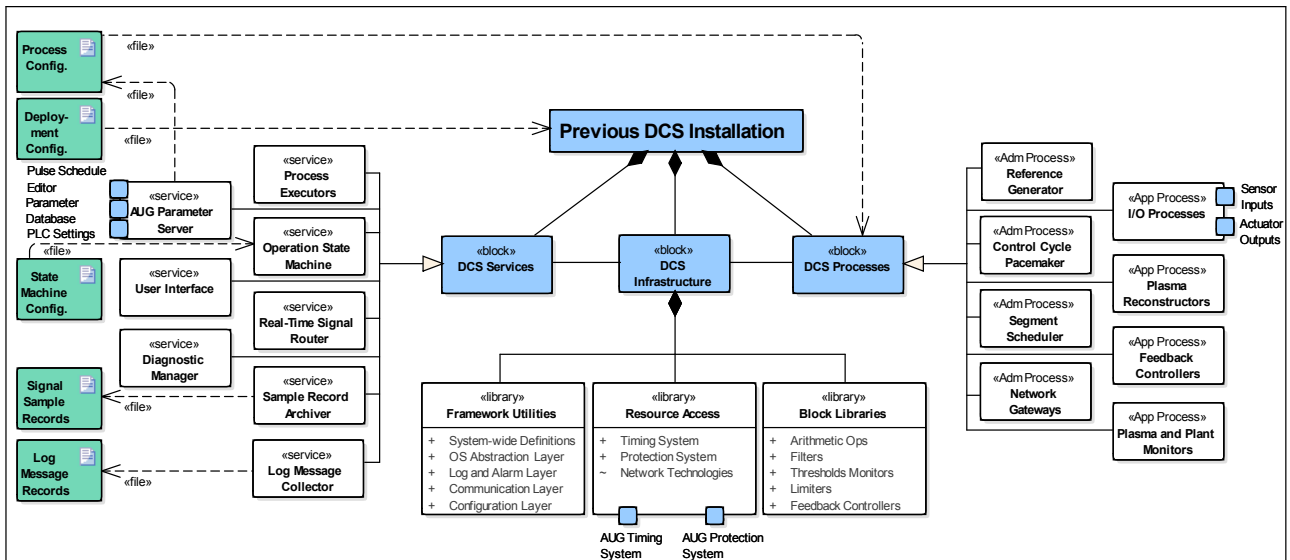 Process
Config.
«file»
«file»
Deploy-
ment
Config.
«file»
Previous DCS Installation
Pulse Schedule
Editor
Parameter
Database
PLC Settings
«service»
AUG Parameter
Server
«service»
Process
Executors
«service»
Operation State
Machine
«file»
State
Machine
Config.
«service»
User Interface
«service»
Real-Time Signal
Router
«service»
Diagnostic
Manager
«service»
Sample Record
Archiver
Signal
Sample
Records
«file»
«service»
Log Message
Collector
Log
Message
Records
«file»
«block»
DCS Services
«block»
DCS
Infrastructure
«block»
DCS Processes
«library»
Framework Utilities
+ System-wide Definitions
+ OS Abstraction Layer
+ Log and Alarm Layer
+ Communication Layer
+ Configuration Layer
«library»
Resource Access
+ Timing System
+ Protection System
~ Network Technologies
AUG Timing
System
AUG Protection
System
«library»
Block Libraries
+ Arithmetic Ops
+ Filters
+ Thresholds Monitors
+ Limiters
+ Feedback Controllers
«Adm Process»
Reference
Generator
«Adm Process»
Control Cycle
Pacemaker
«Adm Process»
Segment
Scheduler
«Adm Process»
Network
Gateways
«App Process»
I/O Processes
Sensor
Inputs
Actuator
Outputs
«App Process»
Plasma
Reconstructors
«App Process»
Feedback
Controllers
«App Process»
Plasma and Plant
Monitors